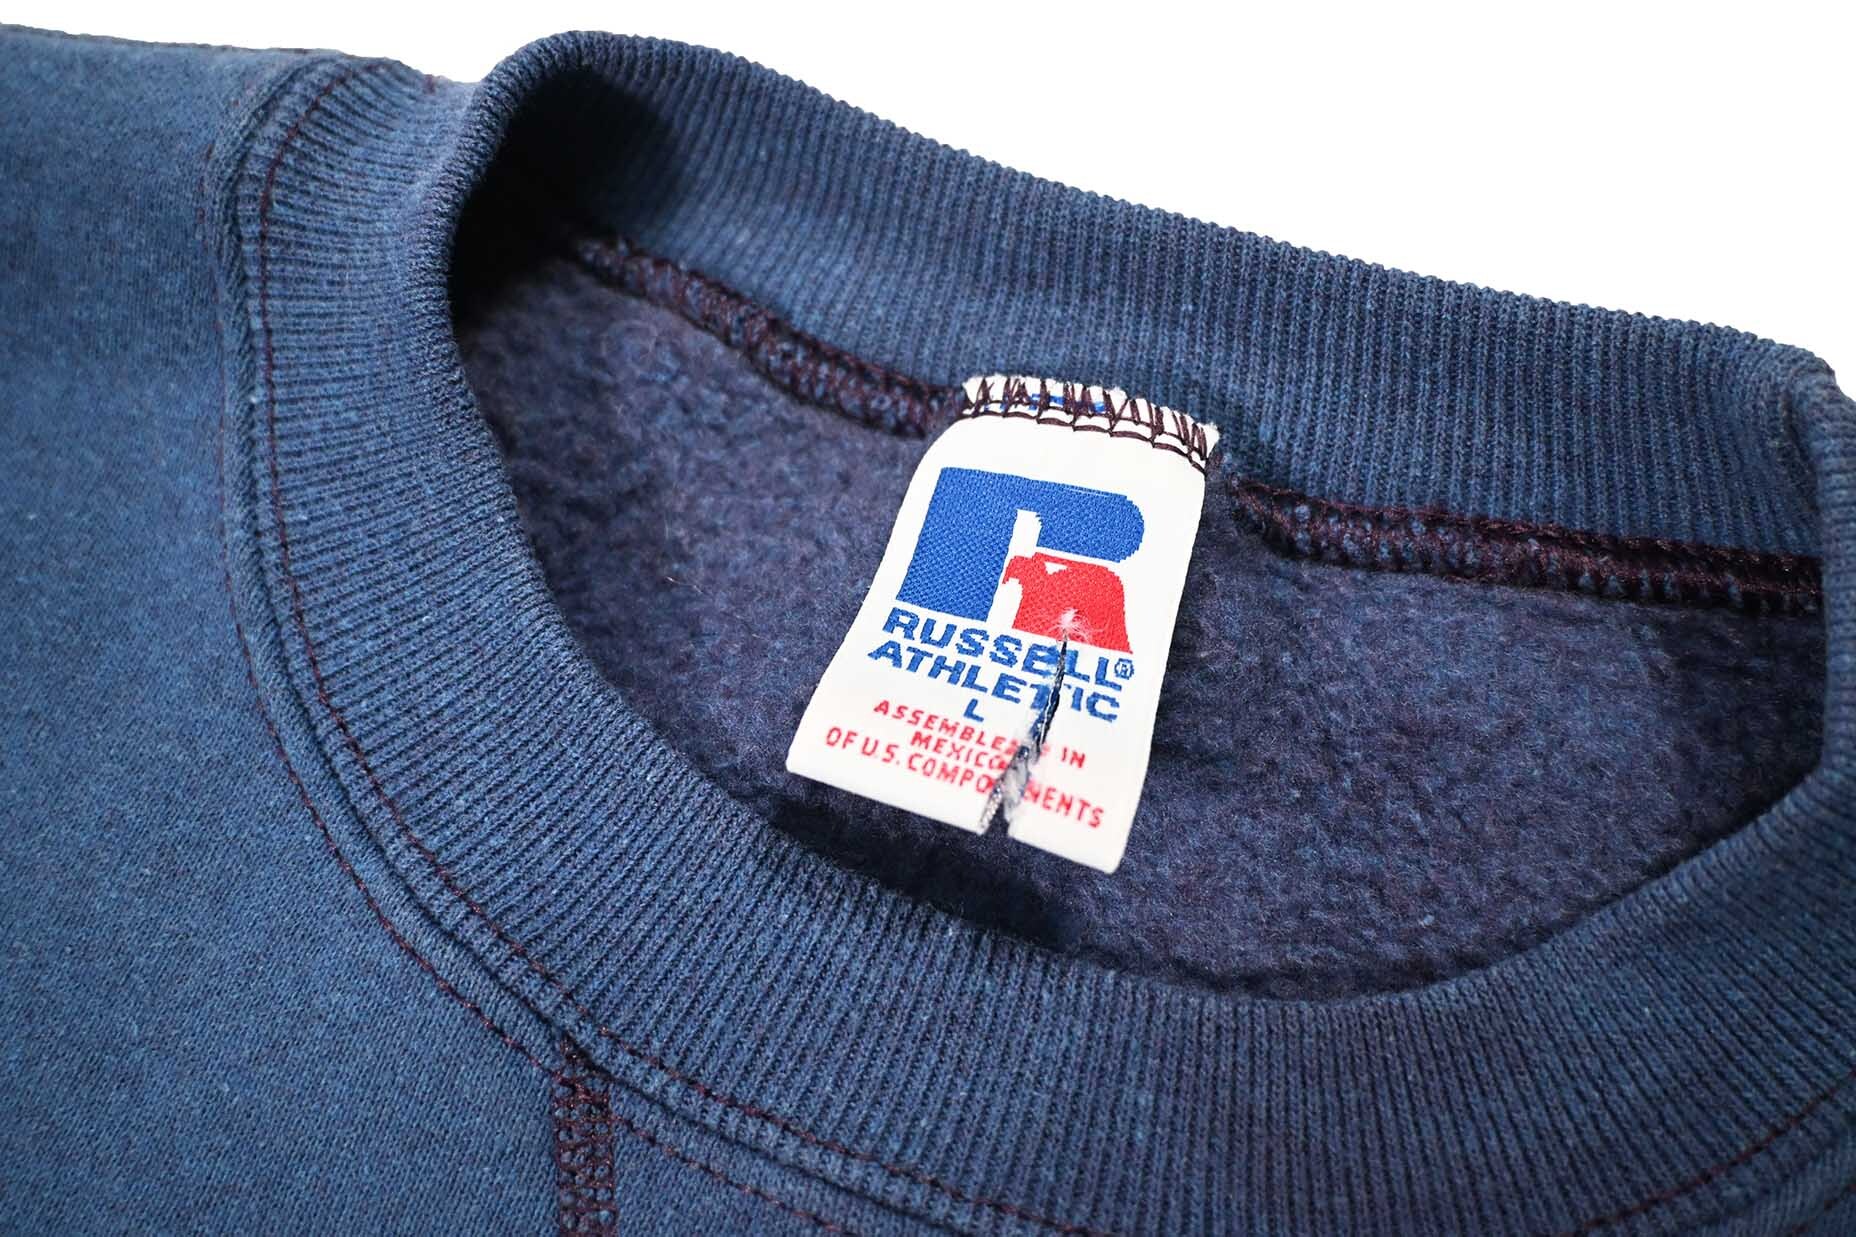 R
RUSSELL
ATHLETIC®
L
ASSEMBLED IN
MEXICO
OF U.S. COMPONENTS